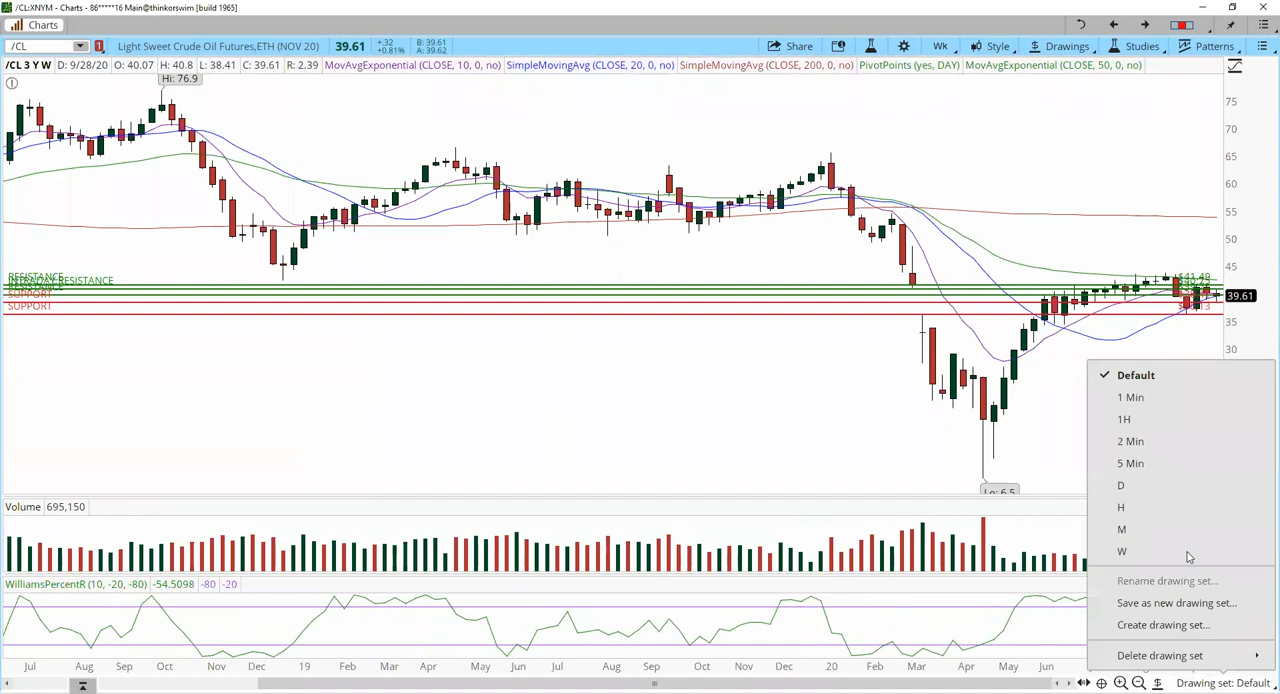 /CL:XNYM - Charts - 86*****16 Main@thinkorswim [build 1965]
Charts
/CL 1 Light Sweet Crude Oil Futures,ETH (NOV 20) 39.61 +.32 +0.81% B: 39.61 A: 39.62 Share Wk Style Drawings Studies Patterns
/CL 3 Y W D: 9/28/20 O: 40.07 H: 40.8 L: 38.41 C: 39.61 R: 2.39 MovAvgExponential (CLOSE, 10, 0, no) SimpleMovingAvg (CLOSE, 20, 0, no) SimpleMovingAvg (CLOSE, 200, 0, no) PivotPoints (yes, DAY) MovAvgExponential (CLOSE, 50, 0, no)
Hi: 76.9
75
70
65
60
55
50
45
RESISTANCE $41.49
INTRADAY RESISTANCE
RESISTANCE
SUPPORT
39.61
SUPPORT
35
30
Lo: 6.5
Default
1 Min
1H
2 Min
5 Min
D
H
M
W
Rename drawing set...
Save as new drawing set...
Create drawing set...
Delete drawing set
Volume 695,150
WilliamsPercentR (10, -20, -80) -54.5098 -80 -20
Jul Aug Sep Oct Nov Dec 19 Feb Mar Apr May Jun Jul Aug Sep Oct Nov Dec 20 Feb Mar Apr May Jun
Drawing set: Default